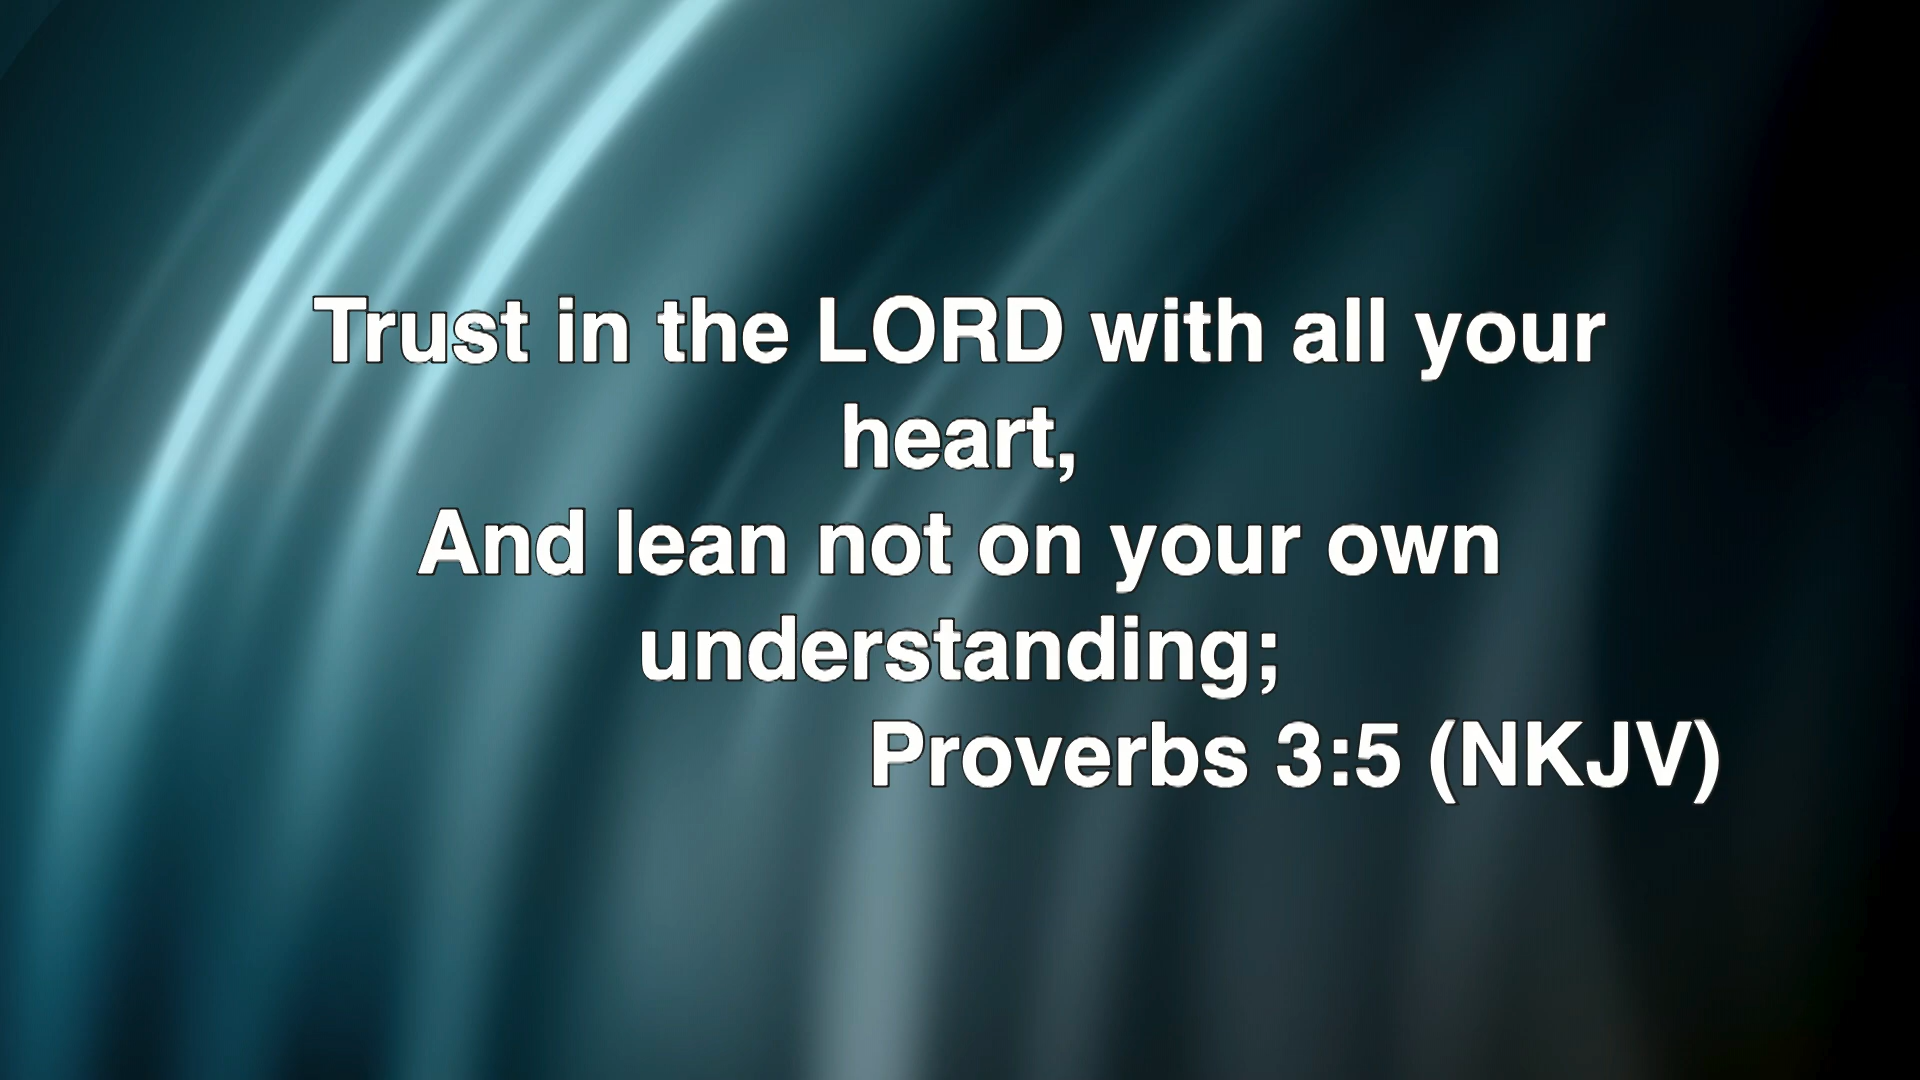 Trust in the LORD with all your
heart,
And lean not on your own
understanding;
Proverbs 3:5 (NKJV)